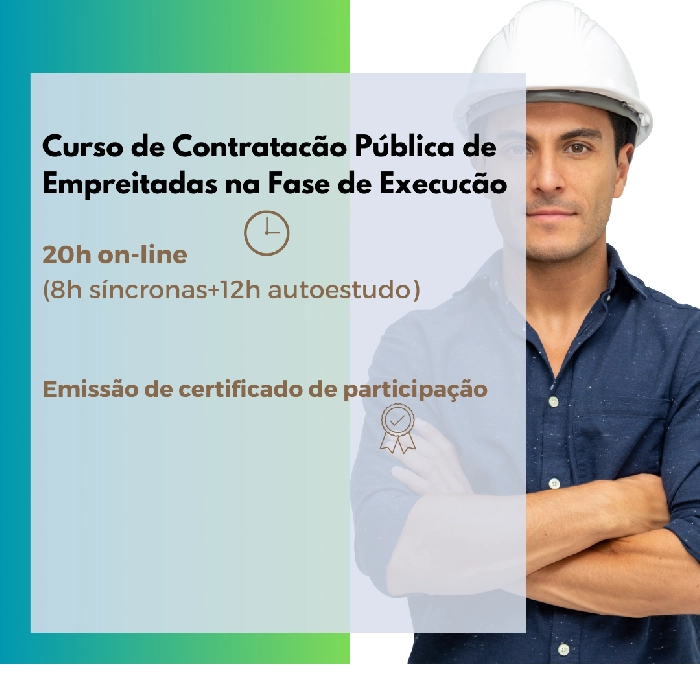 Curso de Contratacão Pública de
Empreitadas na Fase de Execucão
20h on-line
(8h síncronas+12h autoestudo)
Emissão de certificado de participação